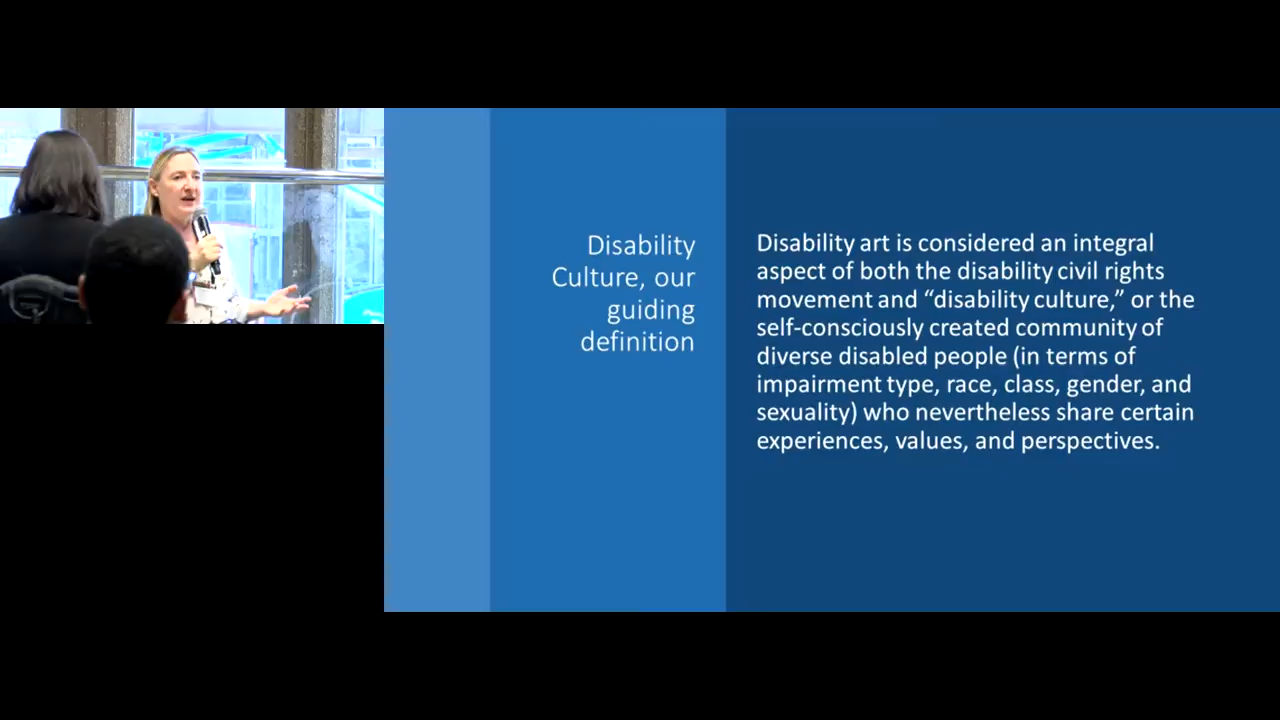 Disability
Culture, our
guiding
definition
Disability art is considered an integral
aspect of both the disability civil rights
movement and “disability culture,” or the
self-consciously created community of
diverse disabled people (in terms of
impairment type, race, class, gender, and
sexuality) who nevertheless share certain
experiences, values, and perspectives.